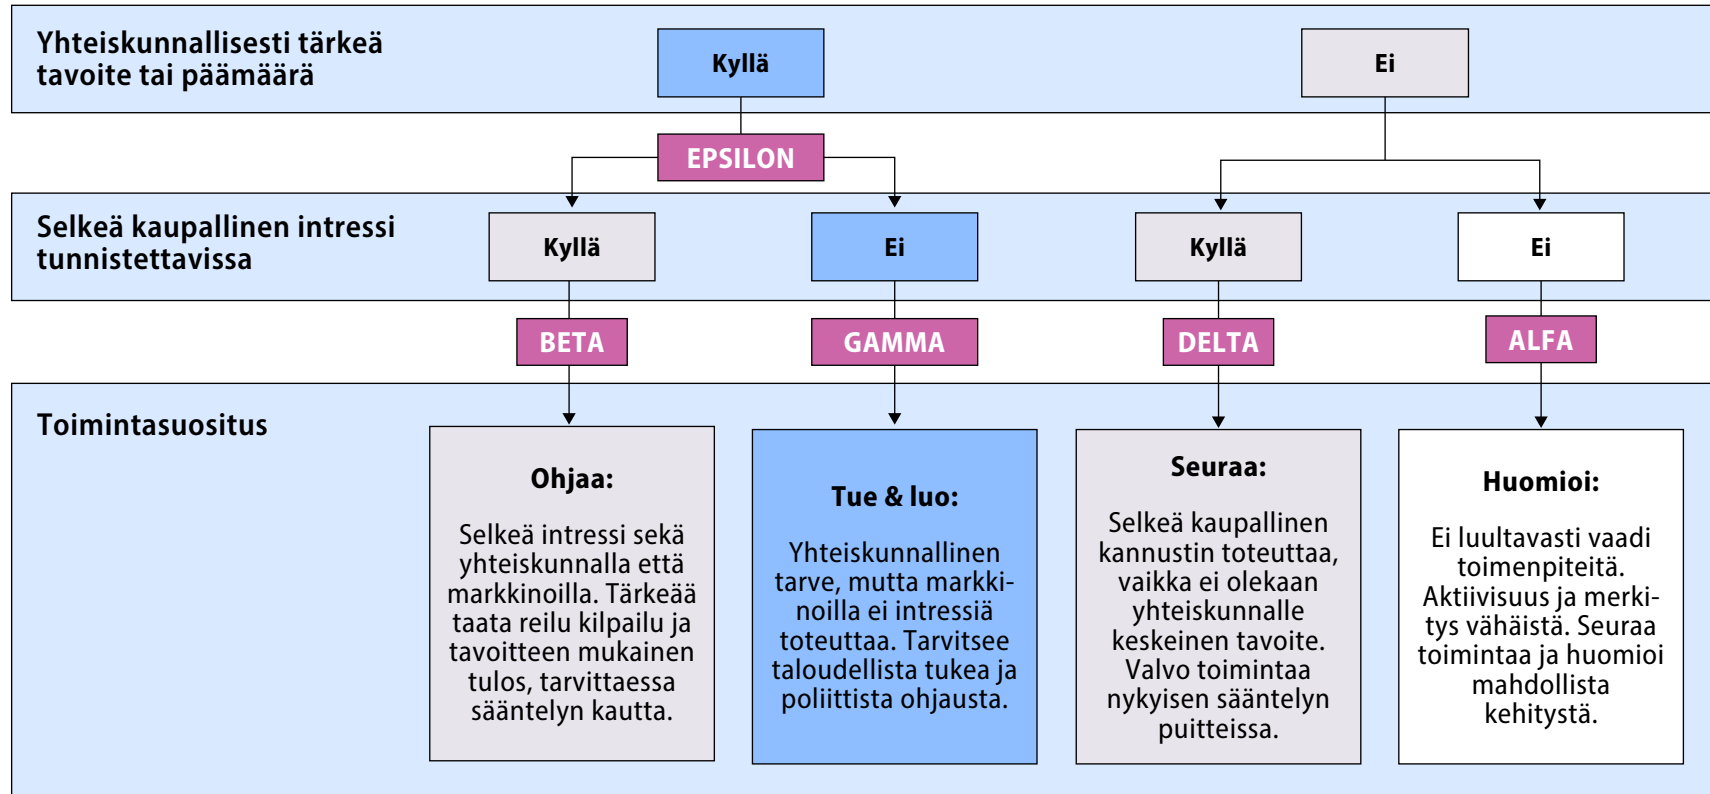 Yhteiskunnallisesti tärkeä
tavoite tai päämäärä
Kyllä
Ei
EPSILON
Selkeä kaupallinen intressi
tunnistettavissa
Kyllä
Ei
Kyllä
Ei
BETA
GAMMA
DELTA
ALFA
Toimintasuositus
Ohjaa:
Selkeä intressi sekä
yhteiskunnalla että
markkinoilla. Tärkeää
taata reilu kilpailu ja
tavoitteen mukainen
tulos, tarvittaessa
sääntelyn kautta.
Tue & luo:
Yhteiskunnallinen
tarve, mutta markki-
noilla ei intressiä
toteuttaa. Tarvitsee
taloudellista tukea ja
poliittista ohjausta.
Seuraa:
Selkeä kaupallinen
kannustin toteuttaa,
vaikka ei olekaan
yhteiskunnalle
keskeinen tavoite.
Valvo toimintaa
nykyisen sääntelyn
puitteissa.
Huomioi:
Ei luultavasti vaadi
toimenpiteitä.
Aktiivisuus ja merki-
tys vähäistä. Seuraa
toimintaa ja huomioi
mahdollista
kehitystä.